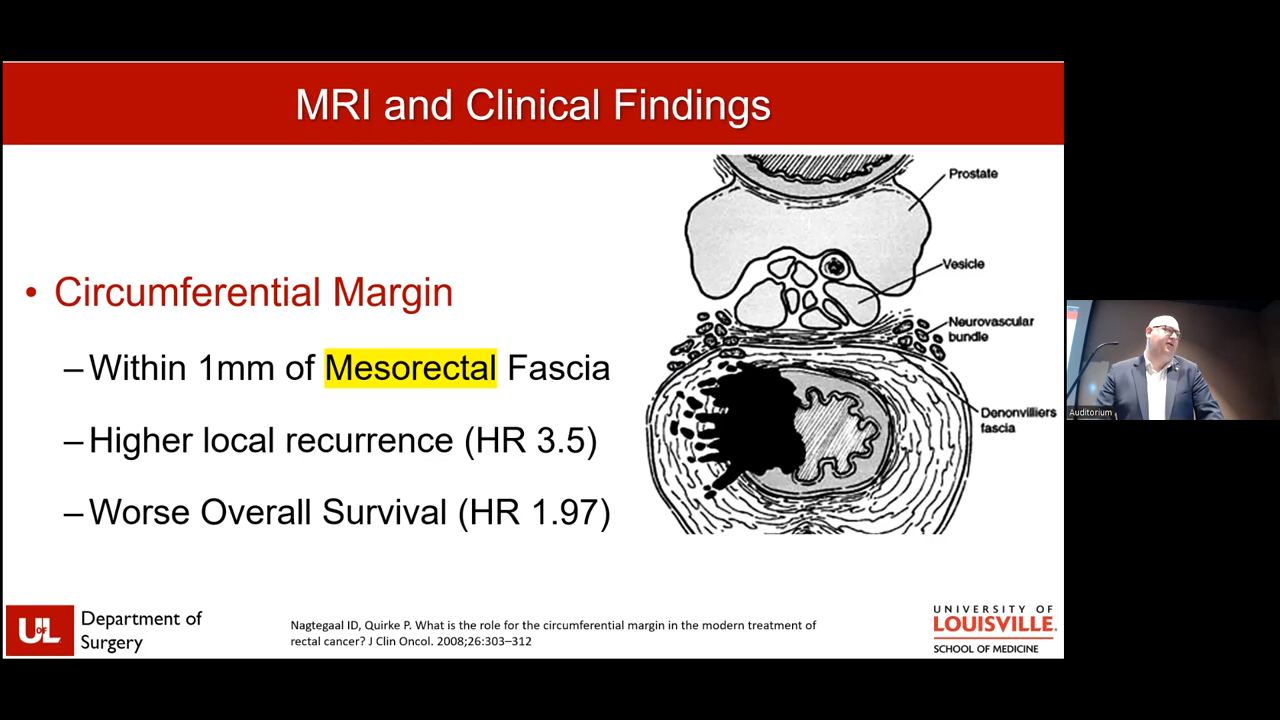 MRI and Clinical Findings
• Circumferential Margin
–Within 1mm of Mesorectal Fascia
–Higher local recurrence (HR 3.5)
–Worse Overall Survival (HR 1.97)
Prostate
Vesicle
Neurovascular
bundle
Denonvilliers
fascia
Auditorium
UofL
Department of
Surgery
Nagtegaal ID, Quirke P. What is the role for the circumferential margin in the modern treatment of
rectal cancer? J Clin Oncol. 2008;26:303–312
UNIVERSITY OF
LOUISVILLE.
SCHOOL OF MEDICINE